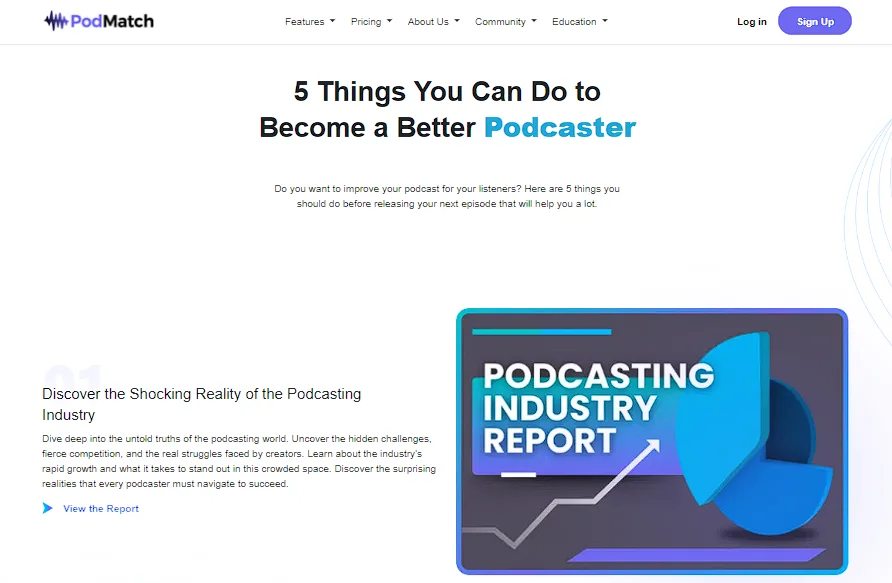 PodMatch
Features Pricing About Us Community Education
Log in Sign Up
5 Things You Can Do to
Become a Better Podcaster
Do you want to improve your podcast for your listeners? Here are 5 things you
should do before releasing your next episode that will help you a lot.
01
Discover the Shocking Reality of the Podcasting
Industry
Dive deep into the untold truths of the podcasting world. Uncover the hidden challenges,
fierce competition, and the real struggles faced by creators. Learn about the industry's
rapid growth and what it takes to stand out in this crowded space. Discover the surprising
realities that every podcaster must navigate to succeed.
View the Report
PODCASTING
INDUSTRY
REPORT